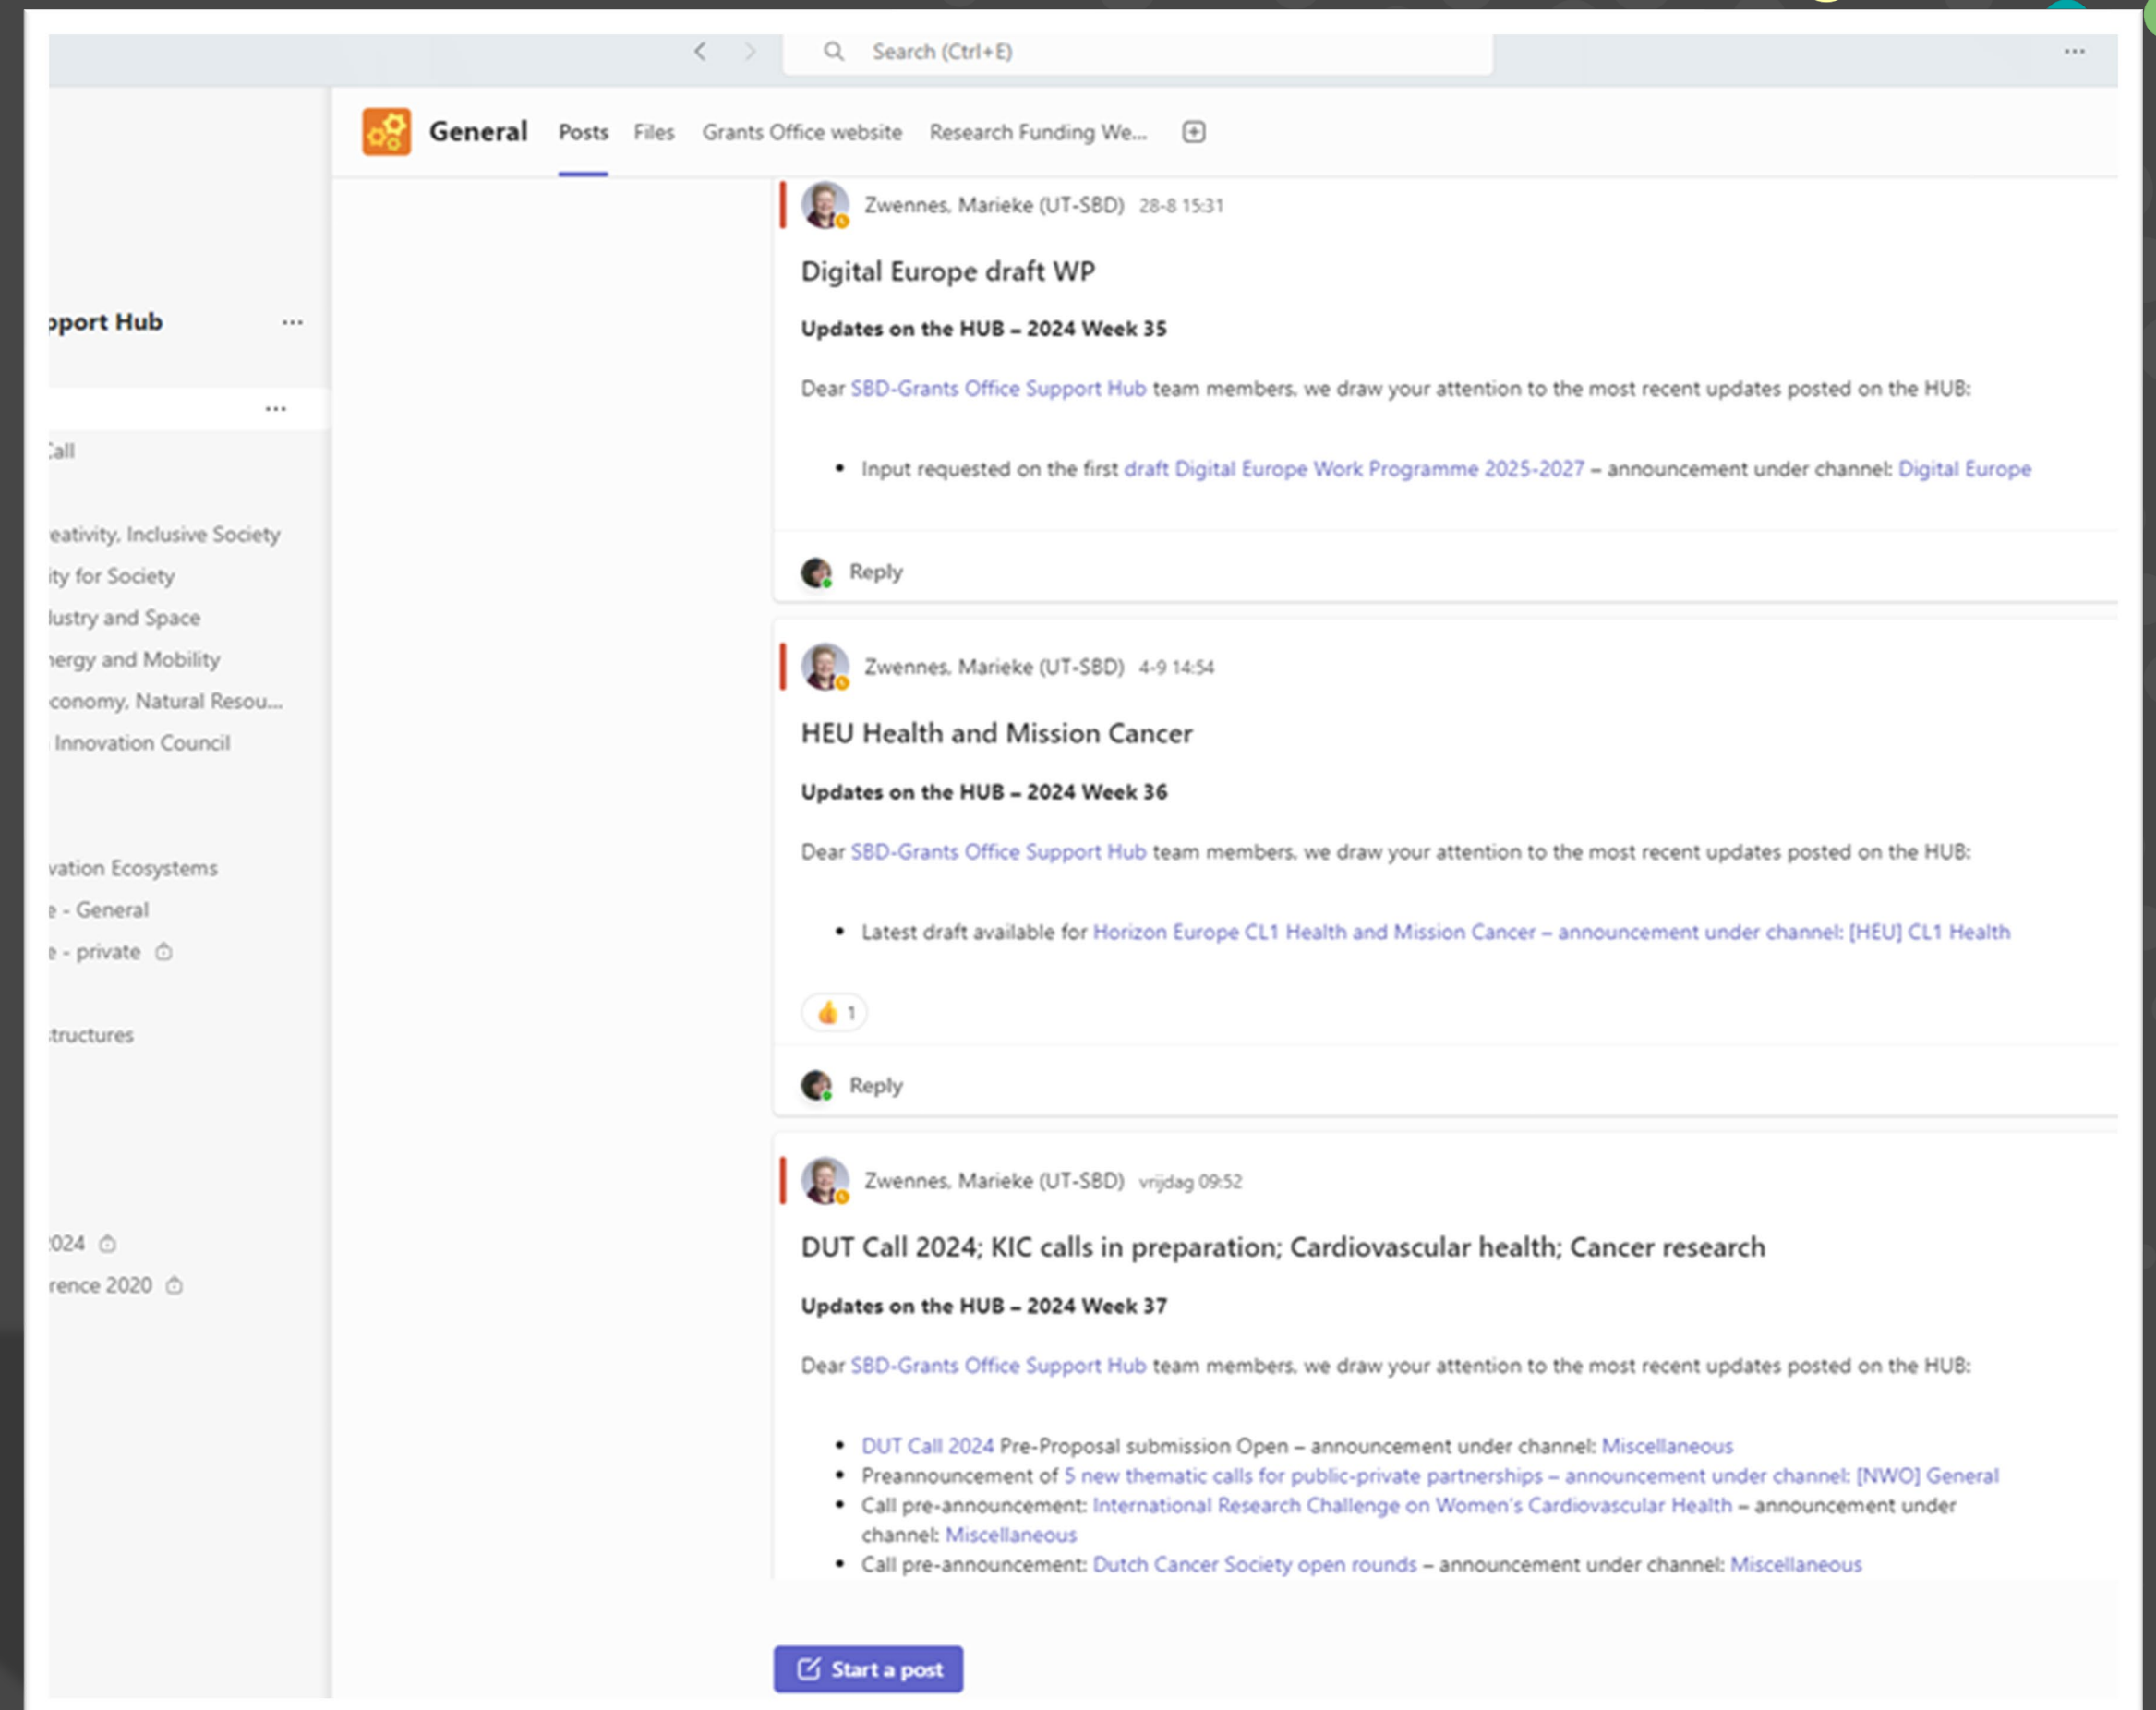 Search (Ctrl+E)
General Posts Files Grants Office website Research Funding We...
pport Hub
Call
eativity, Inclusive Society
ity for Society
dustry and Space
nergy and Mobility
conomy, Natural Resou...
Innovation Council
vation Ecosystems
e - General
e - private
structures
2024
rence 2020
Zwennes, Marieke (UT-SBD) 28-8 15:31
Digital Europe draft WP
Updates on the HUB – 2024 Week 35
Dear SBD-Grants Office Support Hub team members, we draw your attention to the most recent updates posted on the HUB:
• Input requested on the first draft Digital Europe Work Programme 2025-2027 – announcement under channel: Digital Europe
Reply
Zwennes, Marieke (UT-SBD) 4-9 14:54
HEU Health and Mission Cancer
Updates on the HUB – 2024 Week 36
Dear SBD-Grants Office Support Hub team members, we draw your attention to the most recent updates posted on the HUB:
• Latest draft available for Horizon Europe CL1 Health and Mission Cancer – announcement under channel: [HEU] CL1 Health
👍 1
Reply
Zwennes, Marieke (UT-SBD) vrijdag 09:52
DUT Call 2024; KIC calls in preparation; Cardiovascular health; Cancer research
Updates on the HUB – 2024 Week 37
Dear SBD-Grants Office Support Hub team members, we draw your attention to the most recent updates posted on the HUB:
• DUT Call 2024 Pre-Proposal submission Open – announcement under channel: Miscellaneous
• Preannouncement of 5 new thematic calls for public-private partnerships – announcement under channel: [NWO] General
• Call pre-announcement: International Research Challenge on Women's Cardiovascular Health – announcement under
channel: Miscellaneous
• Call pre-announcement: Dutch Cancer Society open rounds – announcement under channel: Miscellaneous
Start a post